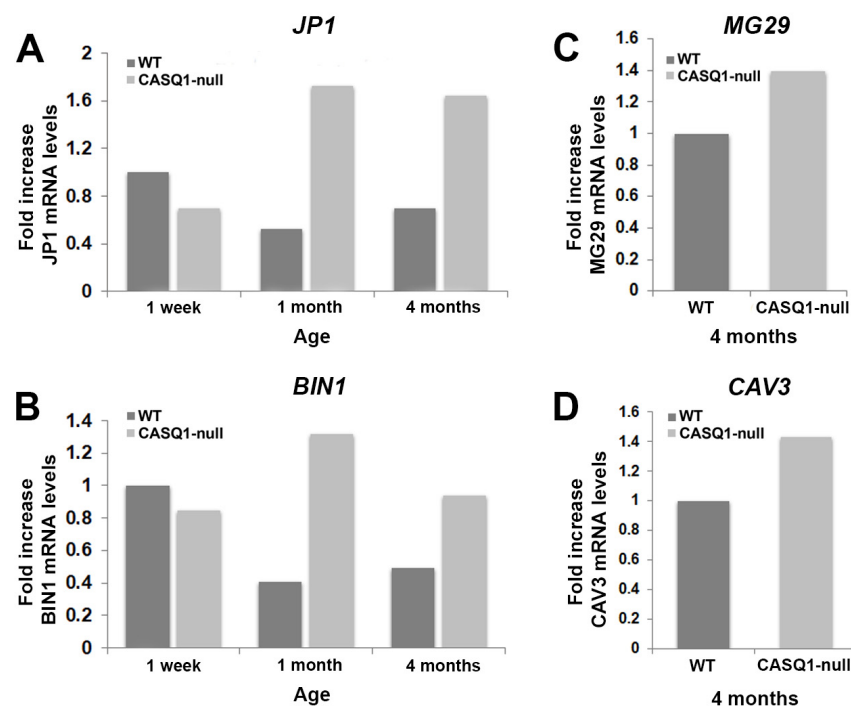 A
JP1
Fold increase
JP1 mRNA levels
2
1.6
1.2
0.8
0.4
0
WT
CASQ1-null
1 week
1 month
4 months
Age
C
MG29
Fold increase
MG29 mRNA levels
1.6
1.4
1.2
1
0.8
0.6
0.4
0.2
0
WT
CASQ1-null
WT
CASQ1-null
4 months
B
BIN1
Fold increase
BIN1 mRNA levels
1.4
1.2
1
0.8
0.6
0.4
0.2
0
WT
CASQ1-null
1 week
1 month
4 months
Age
D
CAV3
Fold increase
CAV3 mRNA levels
1.6
1.4
1.2
1
0.8
0.6
0.4
0.2
0
WT
CASQ1-null
WT
CASQ1-null
4 months